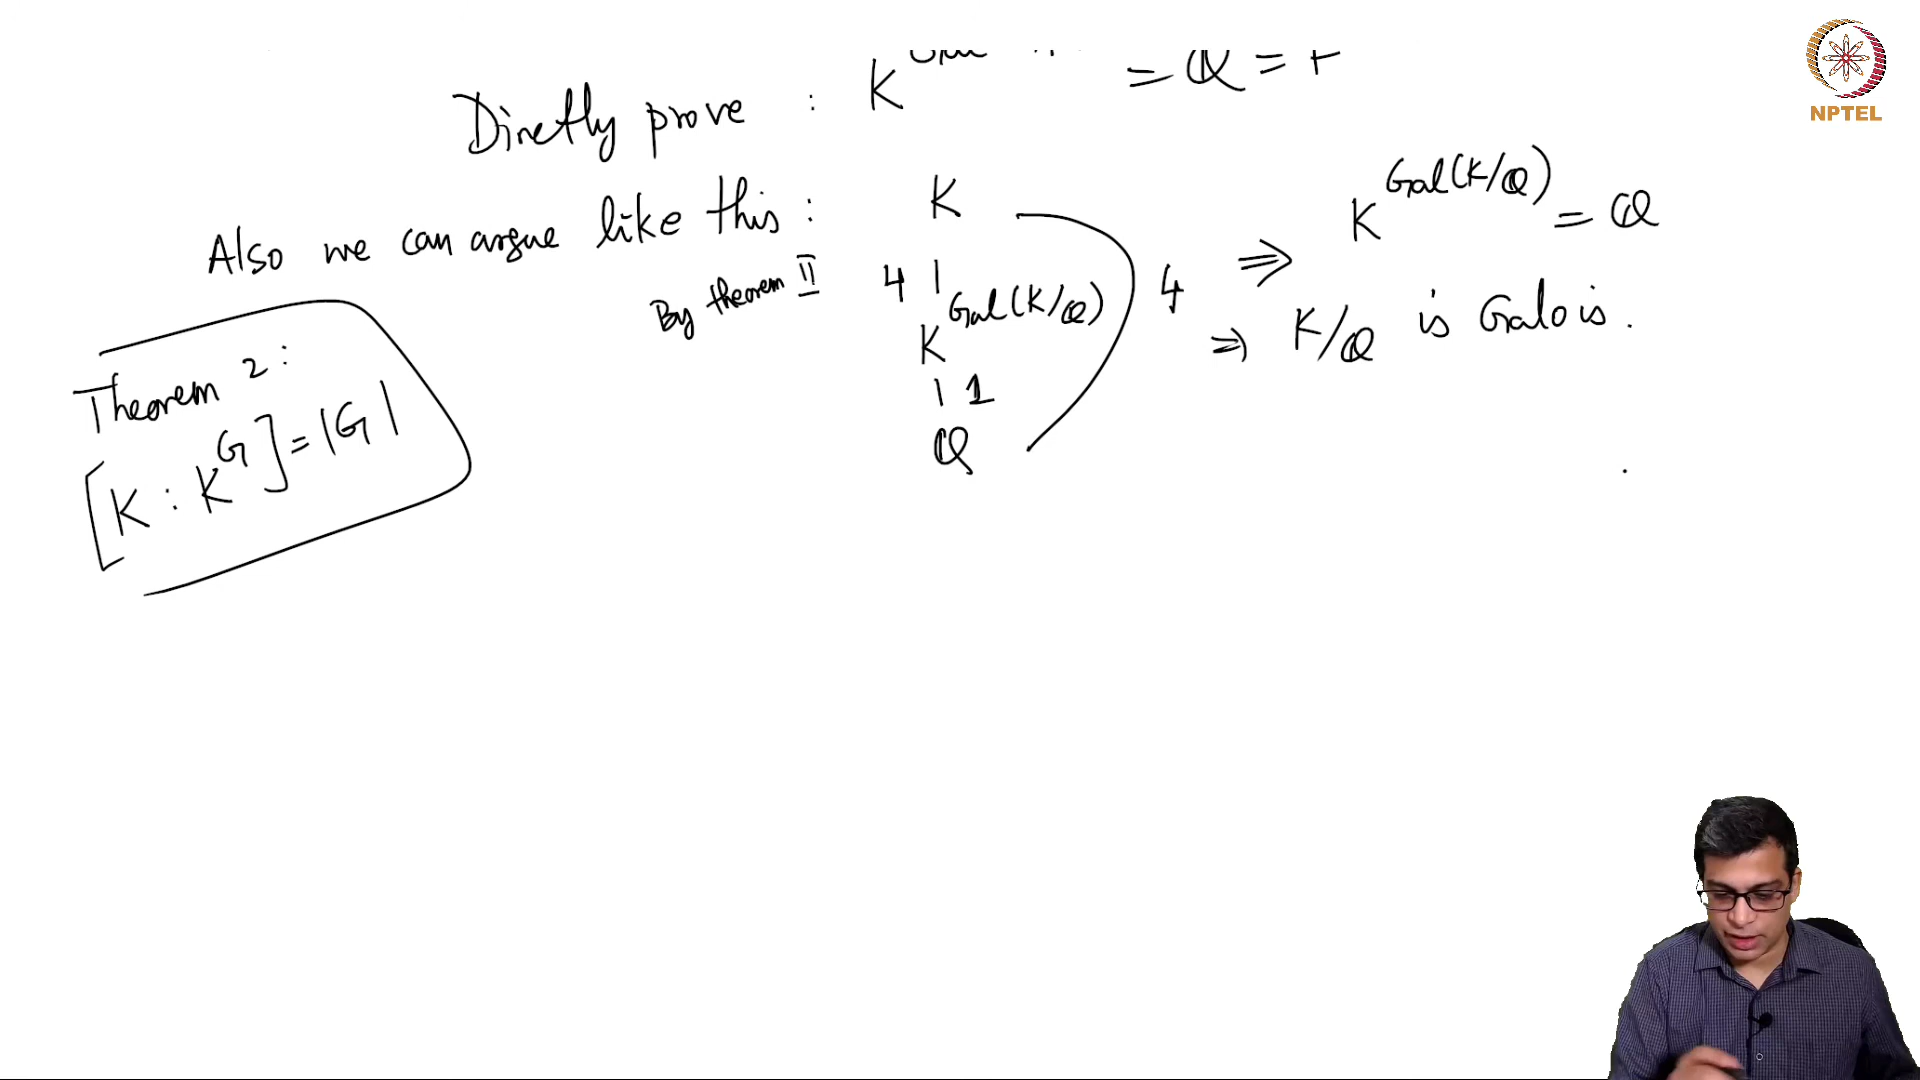 Directly prove : K = Q = F
Also we can argue like this :
By theorem II
K
4 |
K^Gal(K/Q)
| 1
Q
4
⇒ K^Gal(K/Q) = Q
⇒ K/Q is Galois.
Theorem 2:
[K : K^G] = |G|
NPTEL